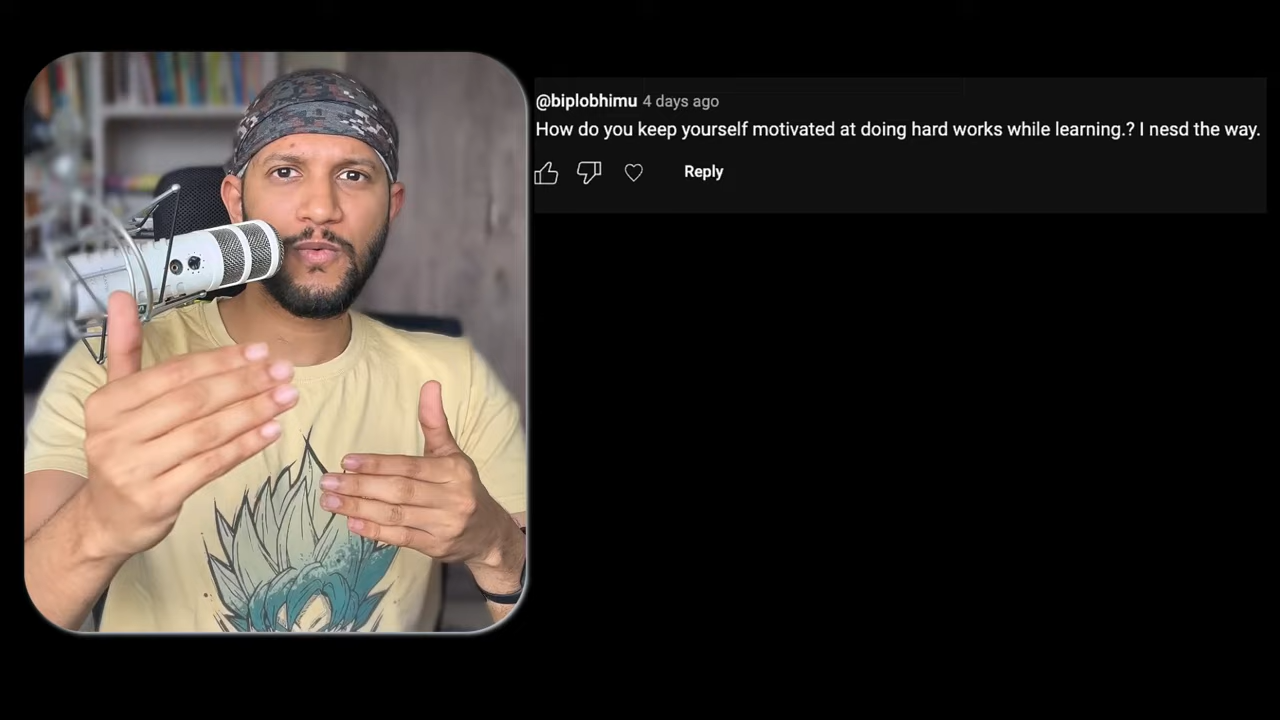 @biplobhimu 4 days ago
How do you keep yourself motivated at doing hard works while learning.? I nesd the way.
Reply